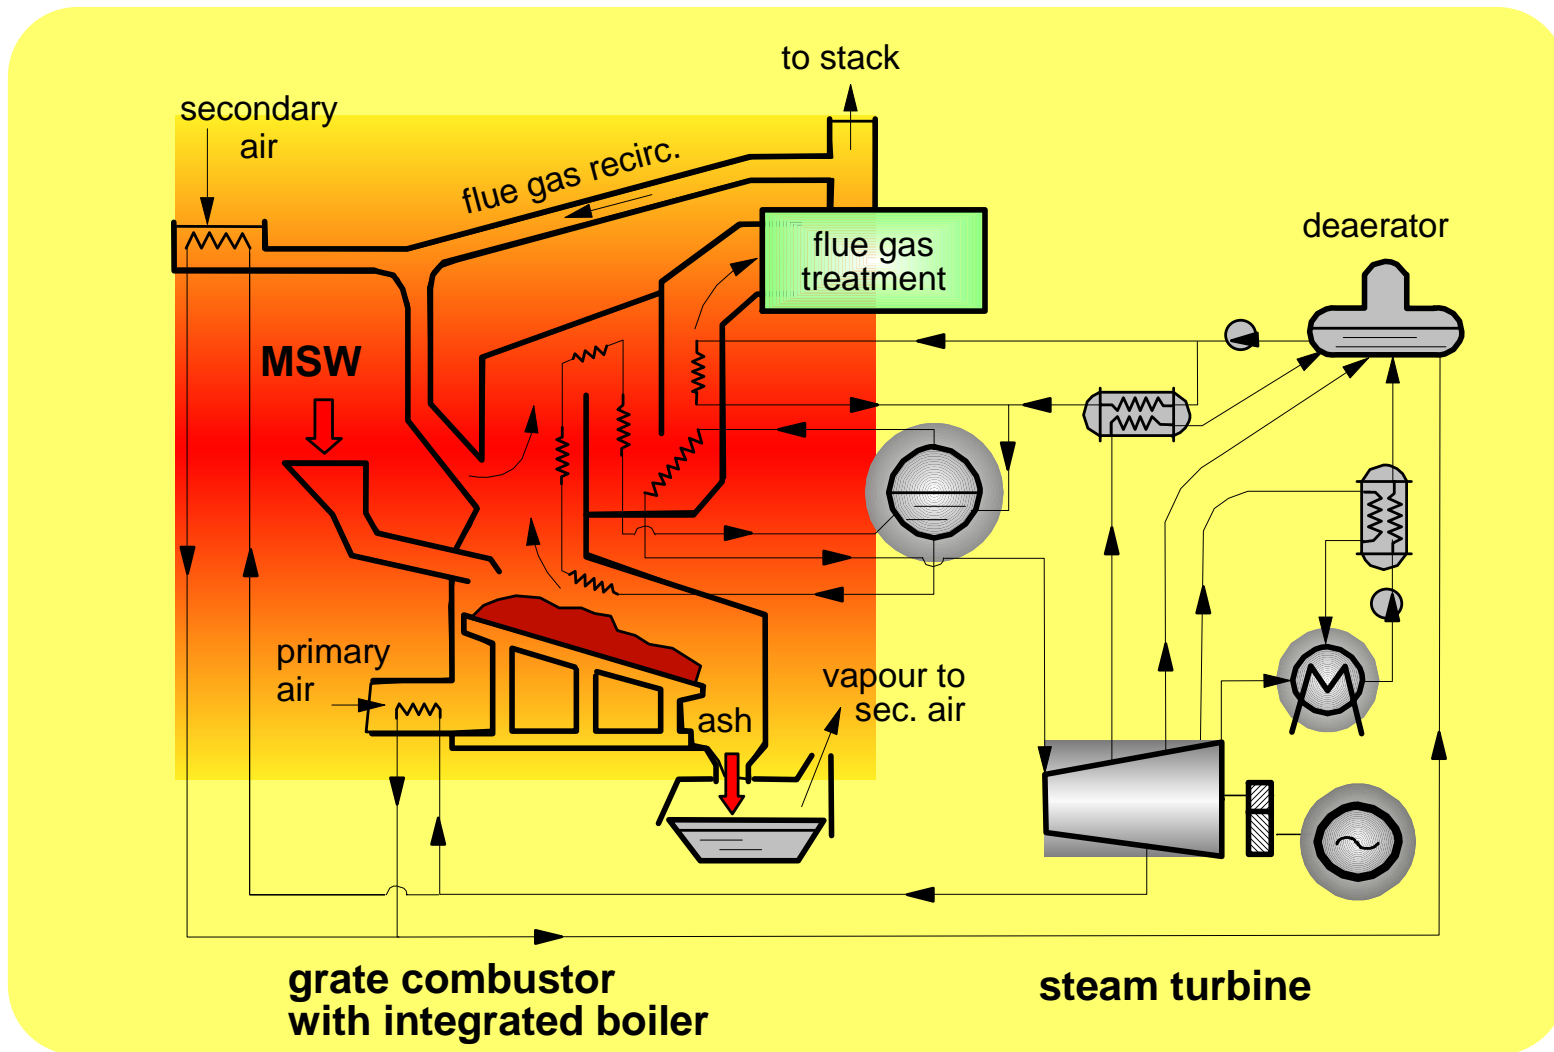 to stack
secondary
air
flue gas recirc.
flue gas
treatment
deaerator
MSW
primary
air
vapour to
sec. air
ash
grate combustor
with integrated boiler
steam turbine